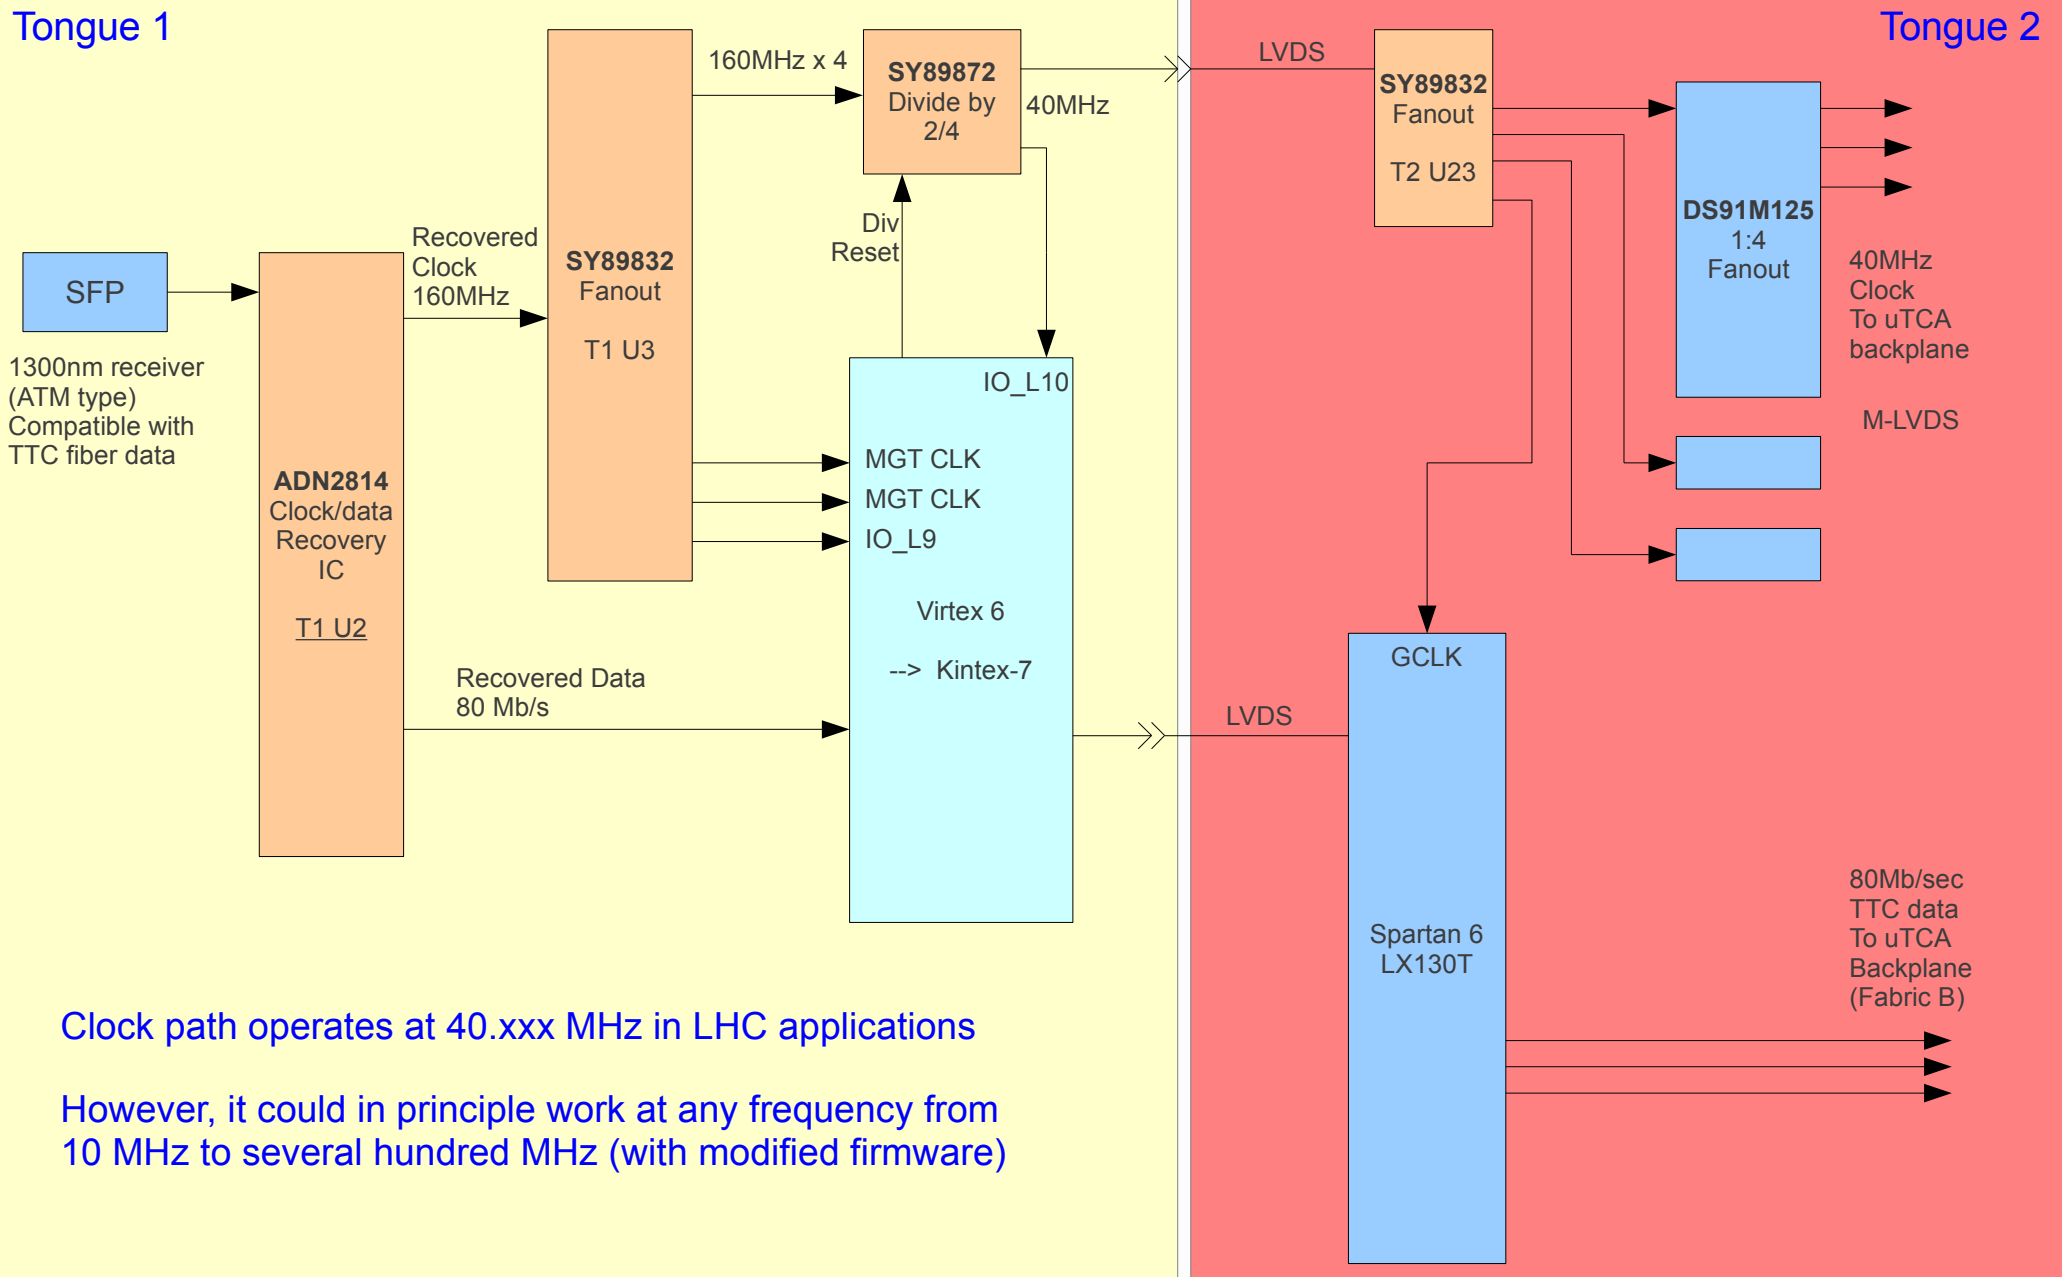 Tongue 1
Tongue 2
160MHz x 4
SY89872
Divide by
2/4
40MHz
LVDS
SY89832
Fanout
T2 U23
DS91M125
1:4
Fanout
40MHz
Clock
To uTCA
backplane
M-LVDS
Div
Reset
Recovered
Clock
160MHz
SY89832
Fanout
T1 U3
SFP
1300nm receiver
(ATM type)
Compatible with
TTC fiber data
ADN2814
Clock/data
Recovery
IC
T1 U2
IO_L10
MGT CLK
MGT CLK
IO_L9
Virtex 6
--> Kintex-7
Recovered Data
80 Mb/s
LVDS
GCLK
Spartan 6
LX130T
80Mb/sec
TTC data
To uTCA
Backplane
(Fabric B)
Clock path operates at 40.xxx MHz in LHC applications
However, it could in principle work at any frequency from
10 MHz to several hundred MHz (with modified firmware)